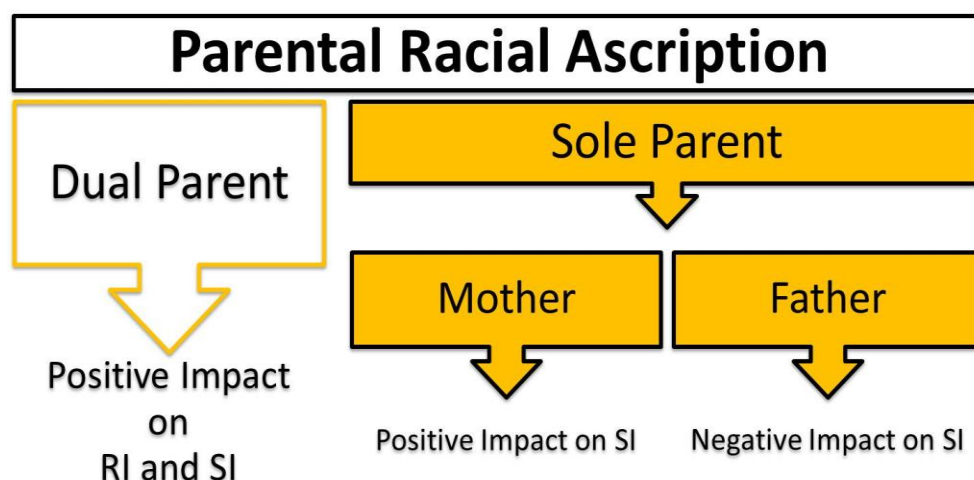 Parental Racial Ascription
Dual Parent
Positive Impact
on
RI and SI
Sole Parent
Mother
Father
Positive Impact on SI
Negative Impact on SI